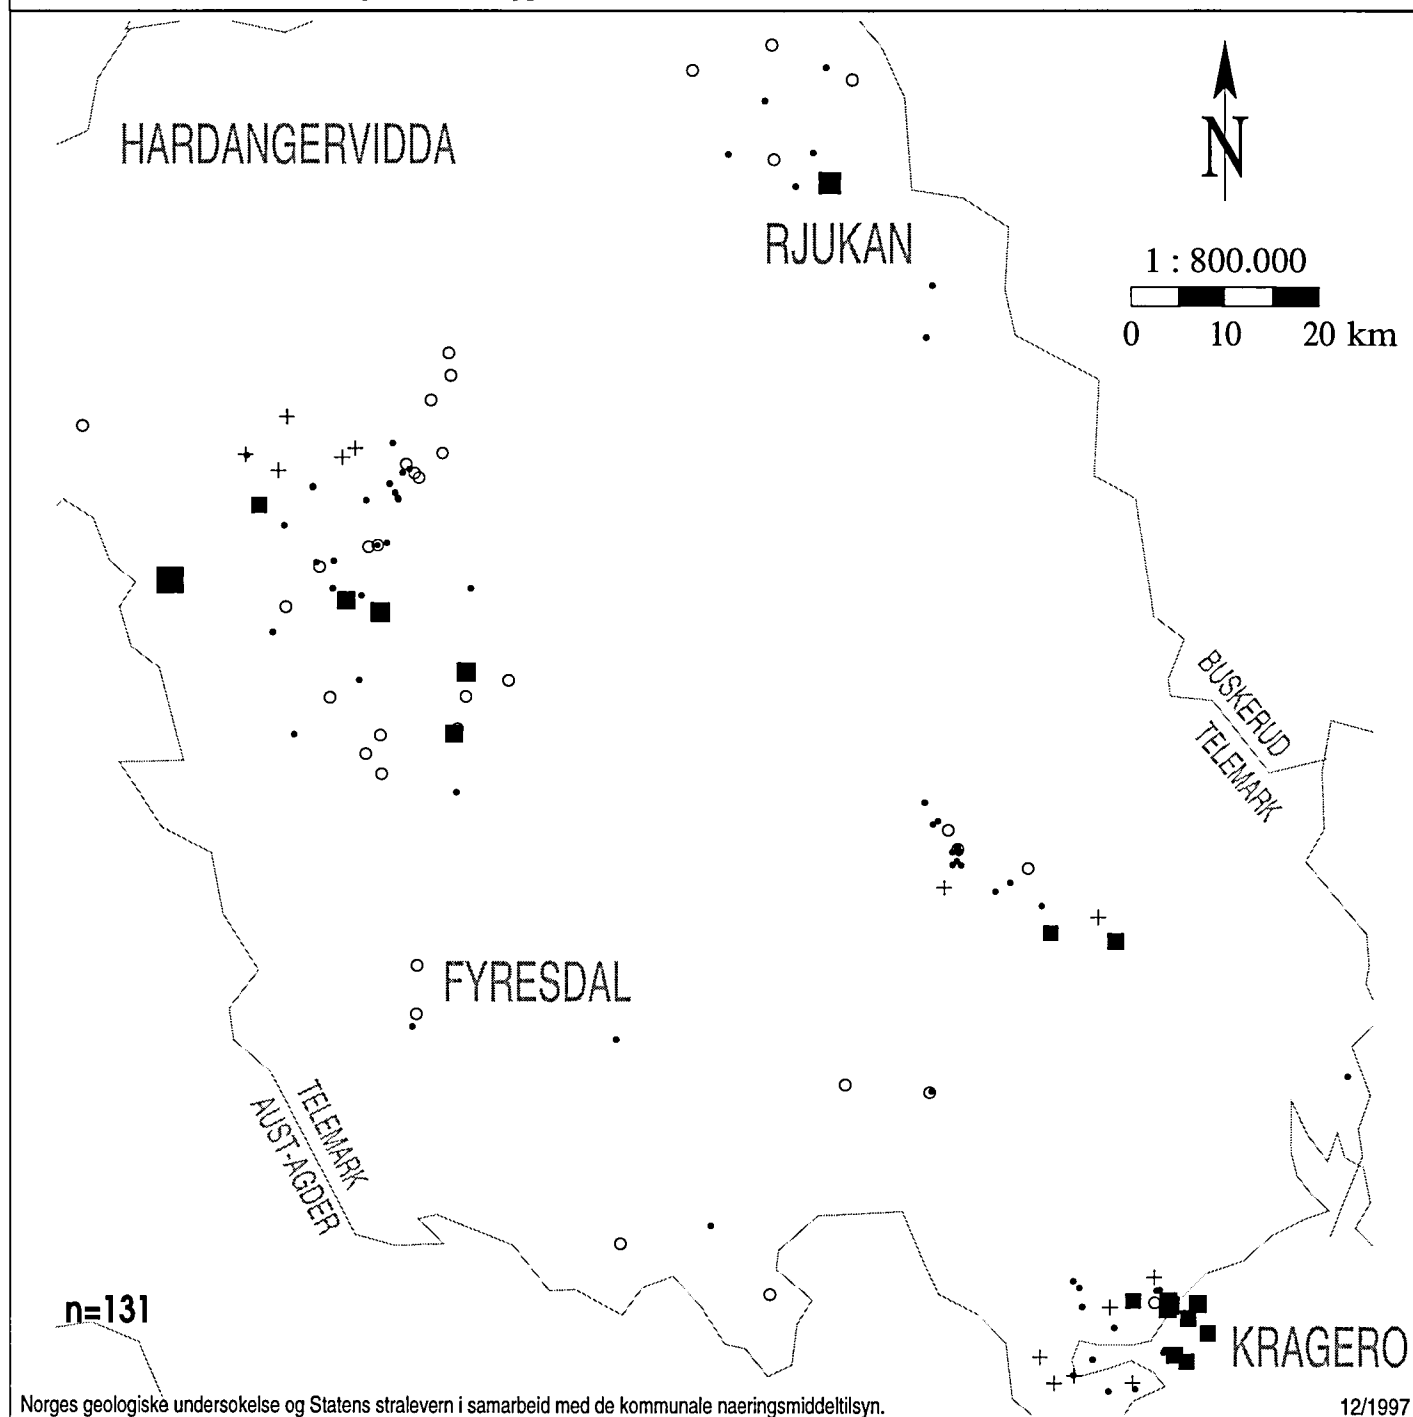 HARDANGERVIDDA
N
RJUKAN
1 : 800.000
0 10 20 km
BUSKERUD
TELEMARK
FYRESDAL
TELEMARK
AUST-AGDER
n=131
KRAGERO
Norges geologiske undersokelse og Statens stralevern i samarbeid med de kommunale naeringsmiddeltilsyn.
12/1997